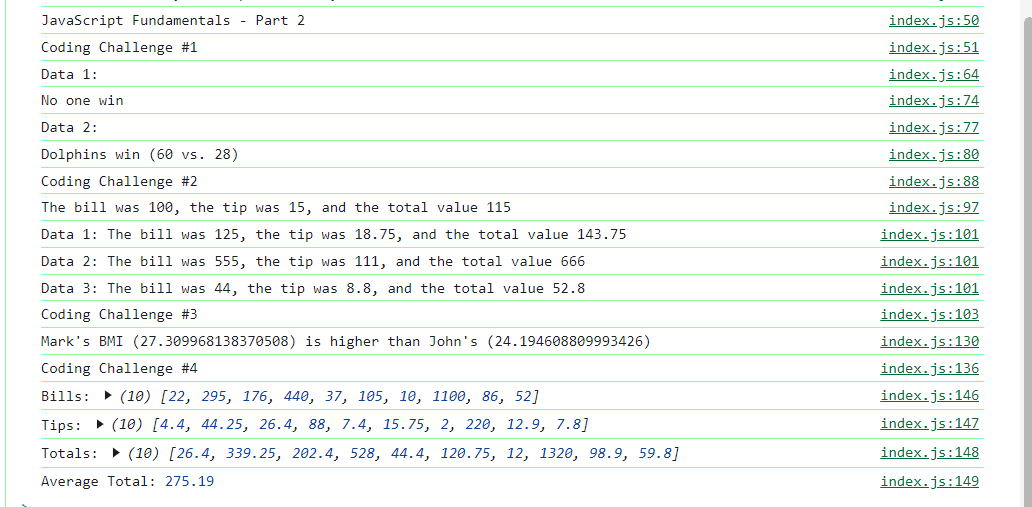 JavaScript Fundamentals - Part 2 index.js:50
Coding Challenge #1 index.js:51
Data 1: index.js:64
No one win index.js:74
Data 2: index.js:77
Dolphins win (60 vs. 28) index.js:80
Coding Challenge #2 index.js:88
The bill was 100, the tip was 15, and the total value 115 index.js:97
Data 1: The bill was 125, the tip was 18.75, and the total value 143.75 index.js:101
Data 2: The bill was 555, the tip was 111, and the total value 666 index.js:101
Data 3: The bill was 44, the tip was 8.8, and the total value 52.8 index.js:101
Coding Challenge #3 index.js:103
Mark's BMI (27.309968138370508) is higher than John's (24.194608809993426) index.js:130
Coding Challenge #4 index.js:136
Bills: ▶ (10) [22, 295, 176, 440, 37, 105, 10, 1100, 86, 52] index.js:146
Tips: ▶ (10) [4.4, 44.25, 26.4, 88, 7.4, 15.75, 2, 220, 12.9, 7.8] index.js:147
Totals: ▶ (10) [26.4, 339.25, 202.4, 528, 44.4, 120.75, 12, 1320, 98.9, 59.8] index.js:148
Average Total: 275.19 index.js:149